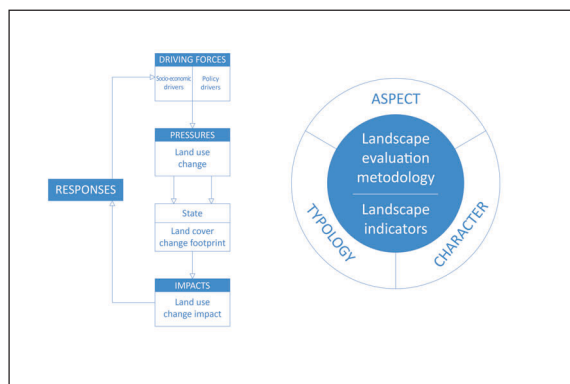 DRIVING FORCES
Socio-economic
drivers
Policy
drivers
PRESSURES
Land use
change
RESPONSES
State
Land cover
change footprint
IMPACTS
Land use
change impact
ASPECT
Landscape
evaluation
metodology
Landscape
indicators
TYPOLOGY
CHARACTER